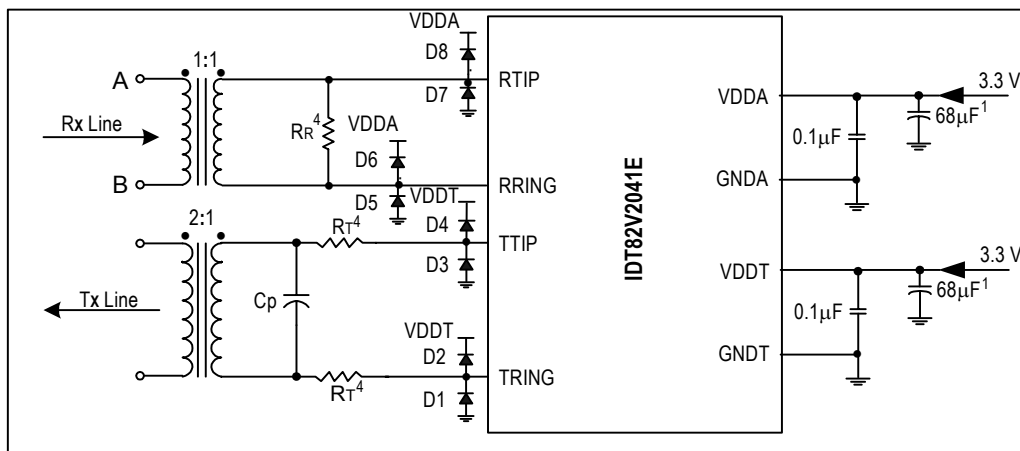 VDDA
D8
D7
1:1
A
Rx Line
B
RR4
VDDA
D6
D5
RTIP
RRING
2:1
Tx Line
Cp
RT4
VDDT
D4
D3
TTIP
VDDT
D2
D1
RT4
TRING
IDT82V2041E
VDDA
3.3 V
68µF1
0.1µF
GNDA
VDDT
3.3 V
68µF1
0.1µF
GNDT